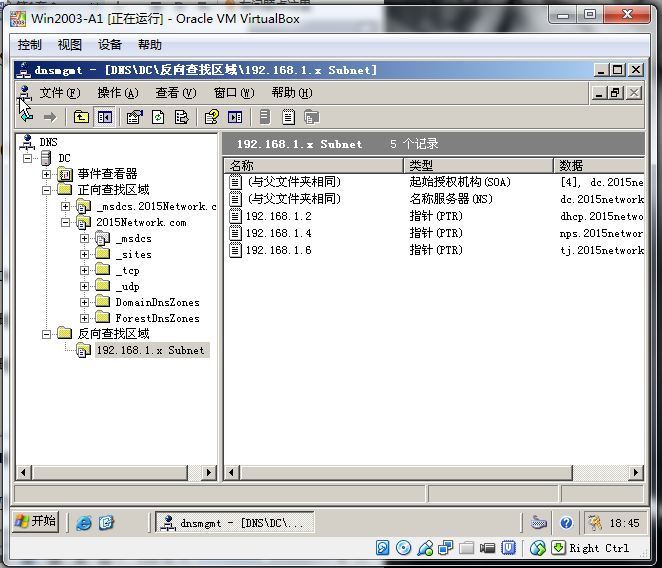 Win2003-A1 [正在运行] - Oracle VM VirtualBox
控制 视图 设备 帮助
dnsmgmt - [DNS\DC\反向查找区域\192.168.1.x Subnet]
文件(F) 操作(A) 查看(V) 窗口(W) 帮助(H)
DNS
DC
事件查看器
正向查找区域
_msdcs.2015Network.c
2015Network.com
_msdcs
_sites
_tcp
_udp
DomainDnsZones
ForestDnsZones
反向查找区域
192.168.1.x Subnet
192.168.1.x Subnet 5 个记录
名称 类型 数据
(与父文件夹相同) 起始授权机构(SOA) [4], dc.2015ne
(与父文件夹相同) 名称服务器(NS) dc.2015network
192.168.1.2 指针(PTR) dhcp.2015netwo
192.168.1.4 指针(PTR) nps.2015networ
192.168.1.6 指针(PTR) tj.2015network
开始 dnsmgmt - [DNS\DC\... 18:45
Right Ctrl